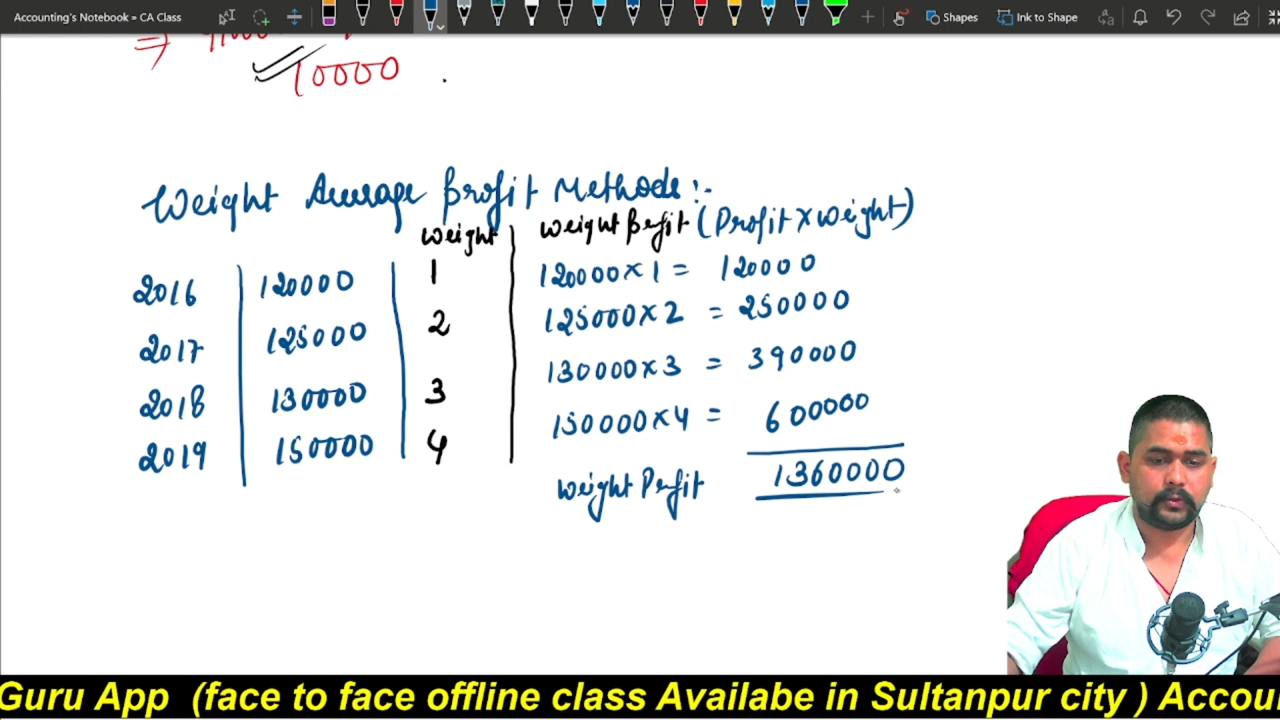 Accounting's Notebook » CA Class
Shapes
Ink to Shape
10000
Weight Average Profit Methode:-
Weight
Weight Profit (Profit x Weight)
2016 120000 1 120000 x 1 = 120000
2017 125000 2 125000 x 2 = 250000
2018 130000 3 130000 x 3 = 390000
2019 150000 4 150000 x 4 = 600000
Weight Profit 1360000
Guru App (face to face offline class Availabe in Sultanpur city ) Accou